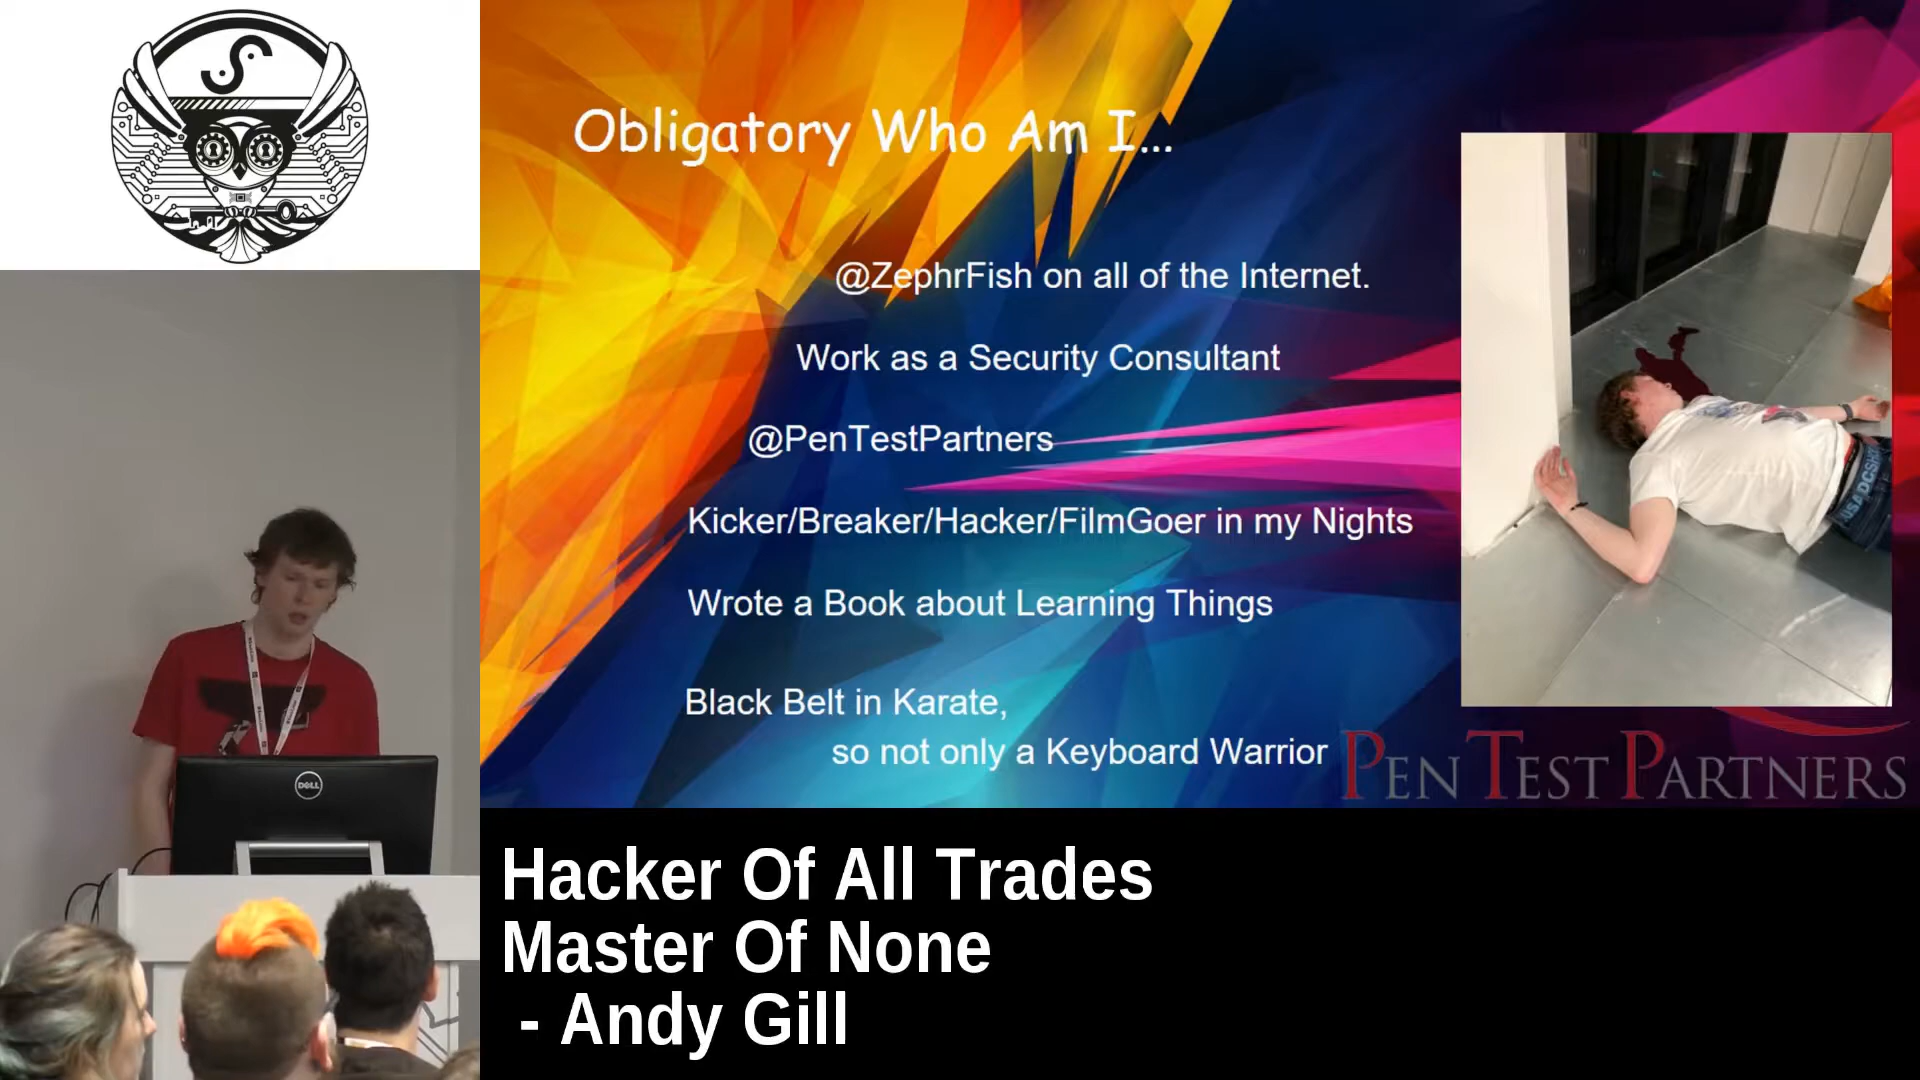 Obligatory Who Am I...
@ZephrFish on all of the Internet.
Work as a Security Consultant
@PenTestPartners
Kicker/Breaker/Hacker/FilmGoer in my Nights
Wrote a Book about Learning Things
Black Belt in Karate,
so not only a Keyboard Warrior
PEN TEST PARTNERS
DELL
Hacker Of All Trades
Master Of None
- Andy Gill